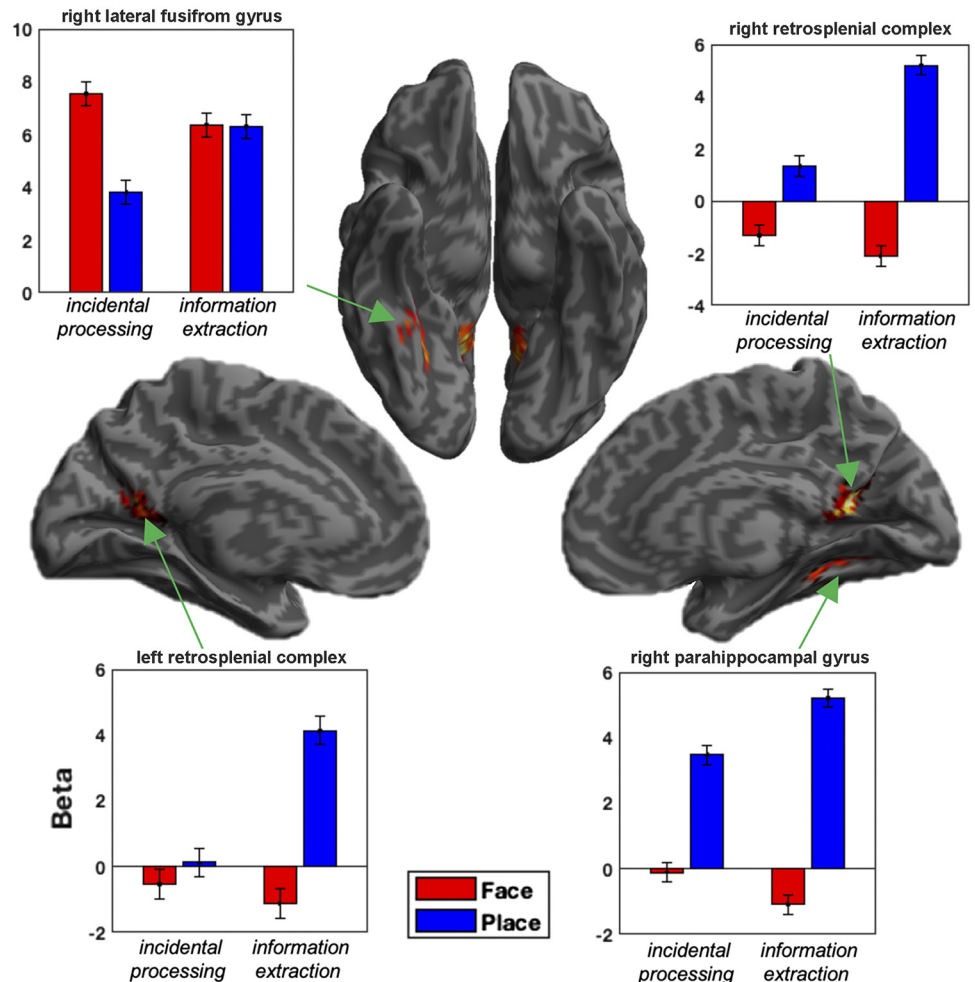 right lateral fusifrom gyrus
10
8
6
4
2
0
incidental
processing
information
extraction
right retrosplenial complex
6
4
2
0
-2
-4
incidental
processing
information
extraction
left retrosplenial complex
6
4
2
0
-2
Beta
incidental
processing
information
extraction
Face
Place
right parahippocampal gyrus
6
4
2
0
-2
incidental
processing
information
extraction